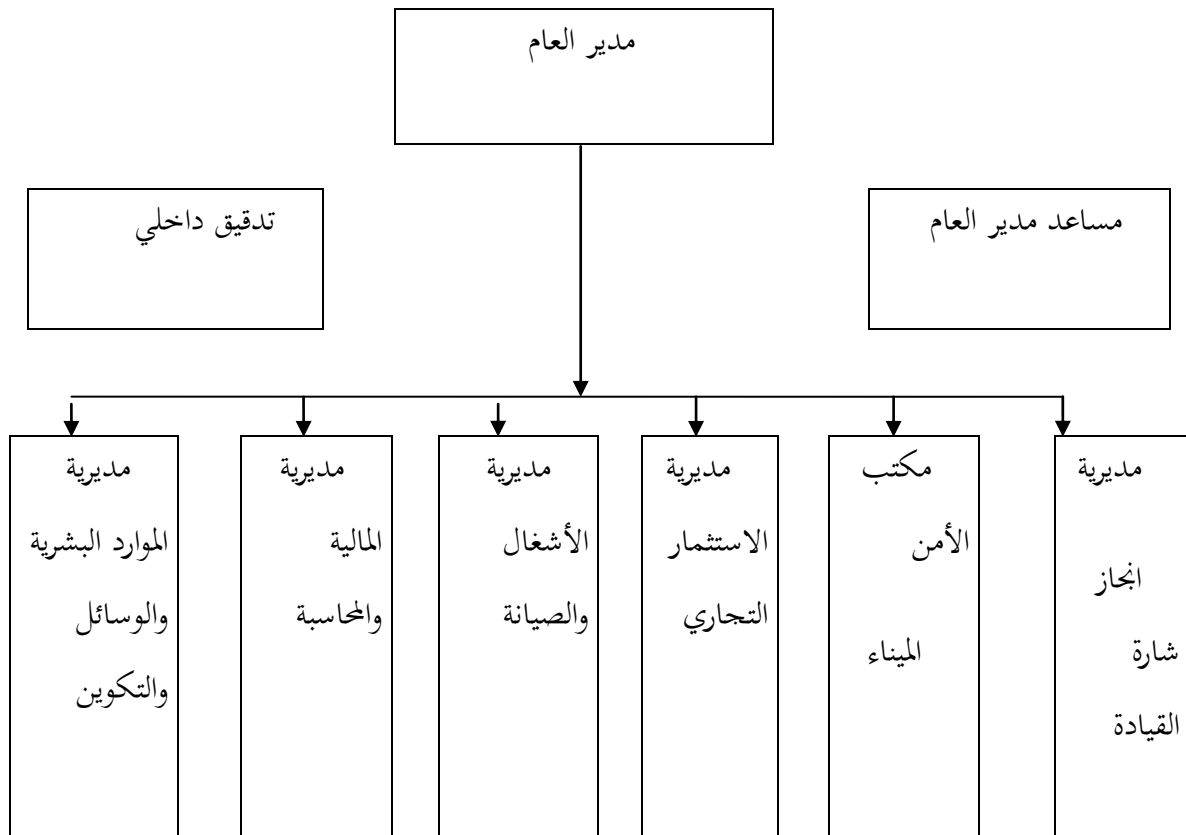 مدير العام
مساعد مدير العام
تدقيق داخلي
مديرية
انجاز
شارة
القيادة
مكتب
الأمن
الميناء
مديرية
الاستثمار
التجاري
مديرية
الأشغال
والصيانة
مديرية
المالية
والمحاسبة
مديرية
الموارد البشرية
والوسائل
والتكوين